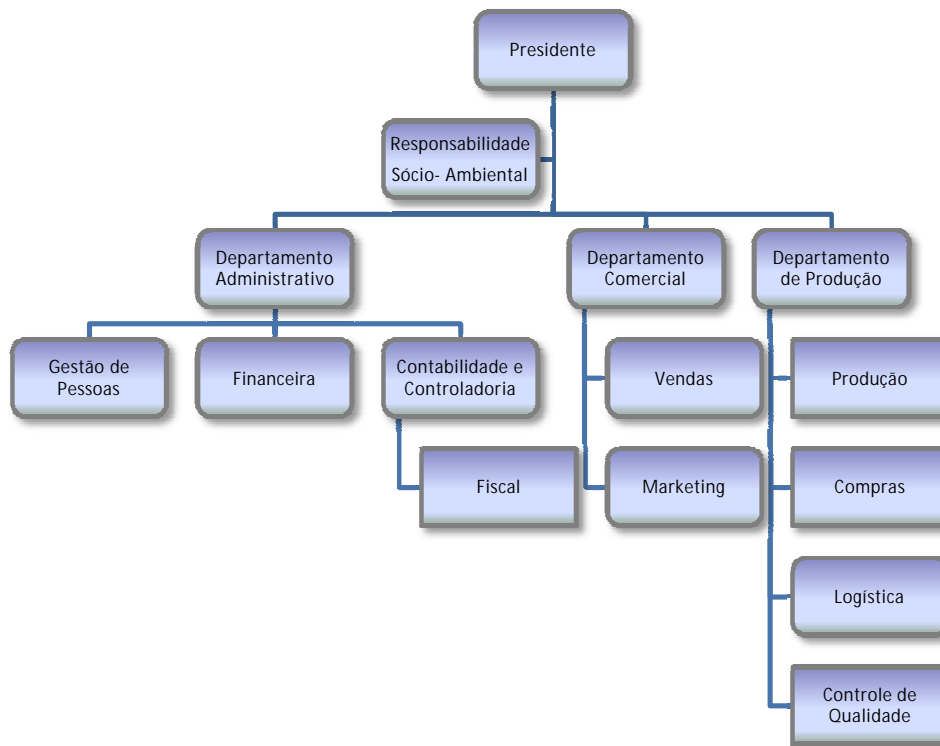 Presidente
Responsabilidade
Sócio- Ambiental
Departamento
Administrativo
Departamento
Comercial
Departamento
de Produção
Gestão de
Pessoas
Financeira
Contabilidade e
Controladoria
Vendas
Produção
Fiscal
Marketing
Compras
Logística
Controle de
Qualidade